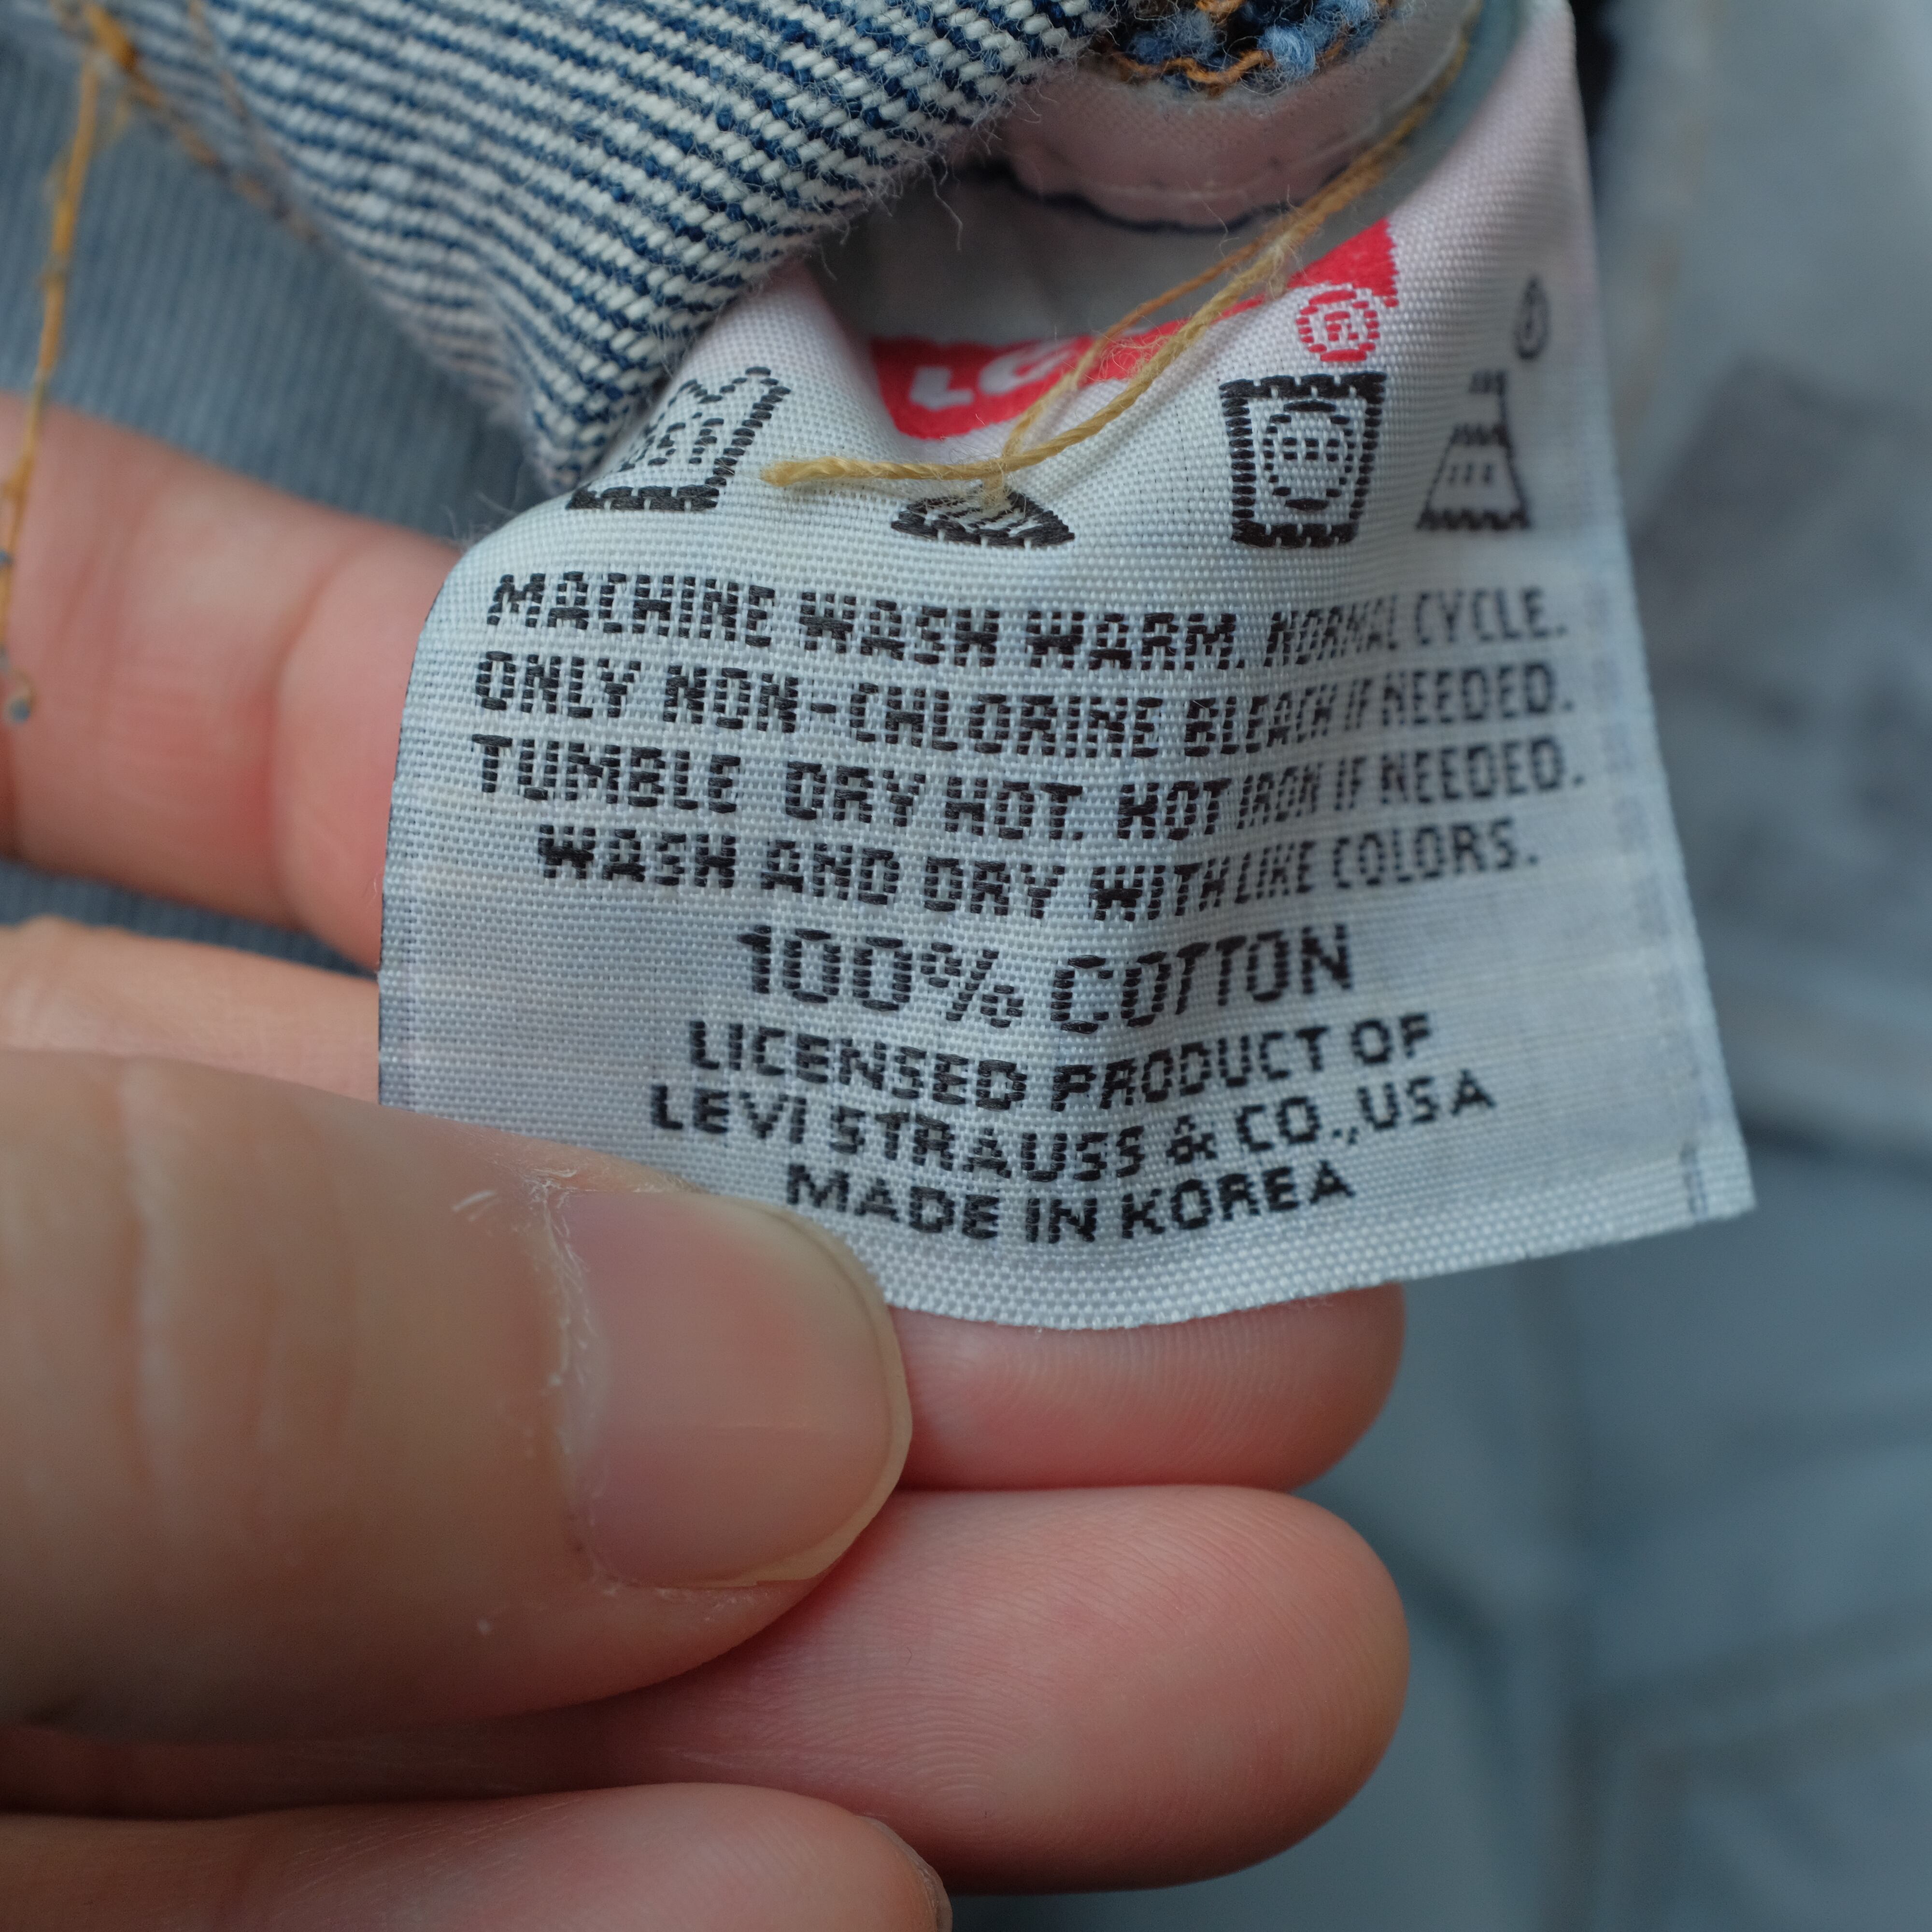 ®
MACHINE WASH WARM. NORMAL CYCLE.
ONLY NON-CHLORINE BLEACH IF NEEDED.
TUMBLE DRY HOT. HOT IRON IF NEEDED.
WASH AND DRY WITH LIKE COLORS.
100% COTTON
LICENSED PRODUCT OF
LEVI STRAUSS & CO., USA
MADE IN KOREA